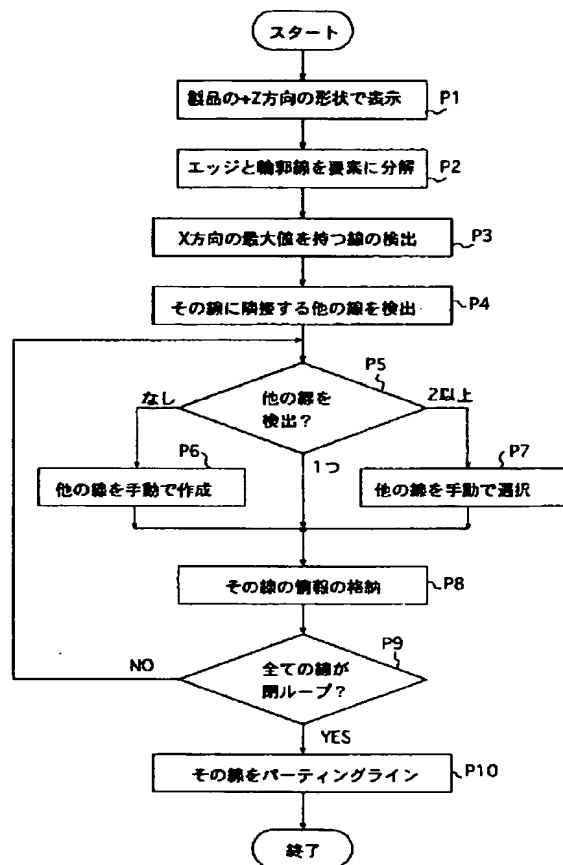 スタート
製品の+Z方向の形状で表示
P1
エッジと輪郭線を要素に分解
P2
X方向の最大値を持つ線の検出
P3
その線に隣接する他の線を検出
P4
P5
他の線を
検出？
なし
2以上
1つ
P6
他の線を手動で作成
P7
他の線を手動で選択
その線の情報の格納
P8
P9
全ての線が
閉ループ？
NO
YES
その線をパーティングライン
P10
終了